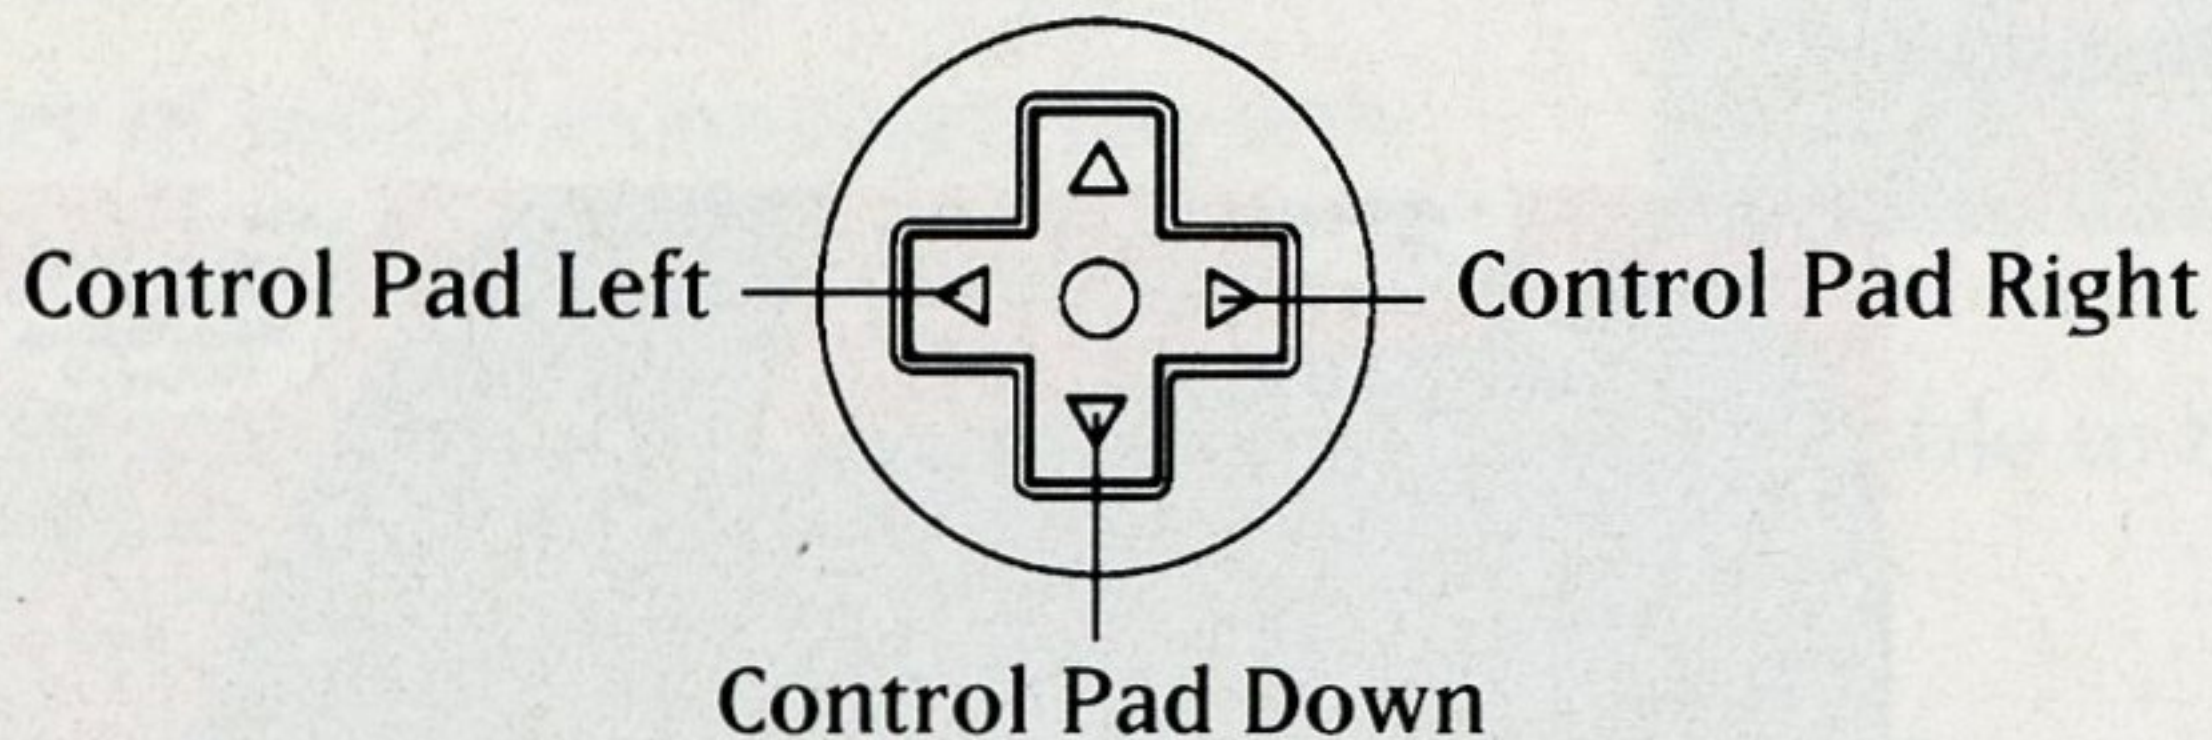 Control Pad Left
Control Pad Right
Control Pad Down